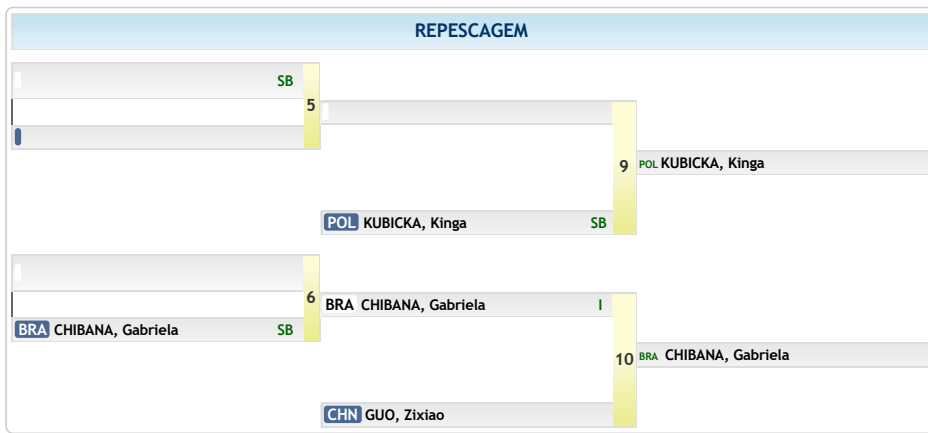 REPESCAGEM
SB
5
9
POL KUBICKA, Kinga
POL KUBICKA, Kinga SB
6
BRA CHIBANA, Gabriela I
BRA CHIBANA, Gabriela SB
10
BRA CHIBANA, Gabriela
CHN GUO, Zixiao